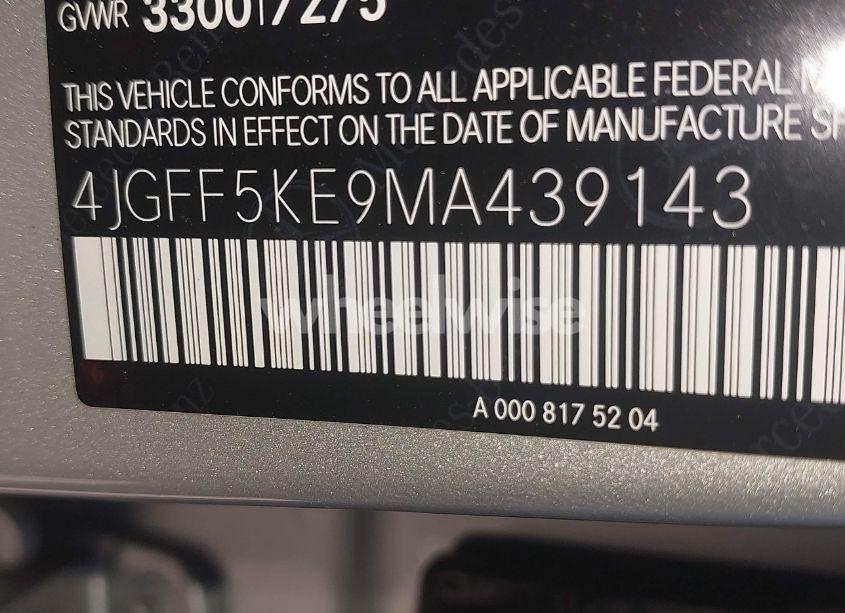 GVWR 3300 / 7275
THIS VEHICLE CONFORMS TO ALL APPLICABLE FEDERAL
STANDARDS IN EFFECT ON THE DATE OF MANUFACTURE
4JGFF5KE9MA439143
wheelwise
A 000 817 52 04